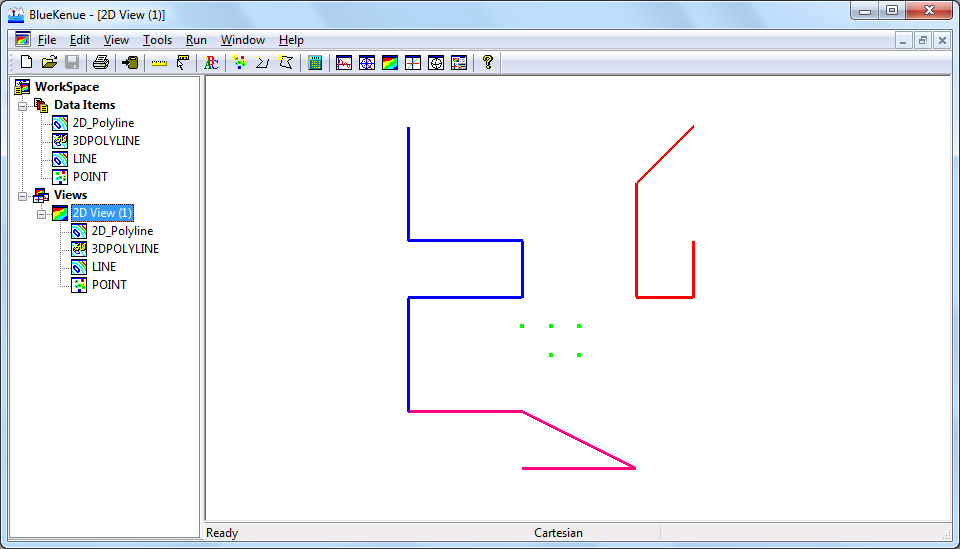 BlueKenue - [2D View (1)]
File Edit View Tools Run Window Help
ABC
WorkSpace
Data Items
2D_Polyline
3DPOLYLINE
LINE
POINT
Views
2D View (1)
2D_Polyline
3DPOLYLINE
LINE
POINT
Ready Cartesian